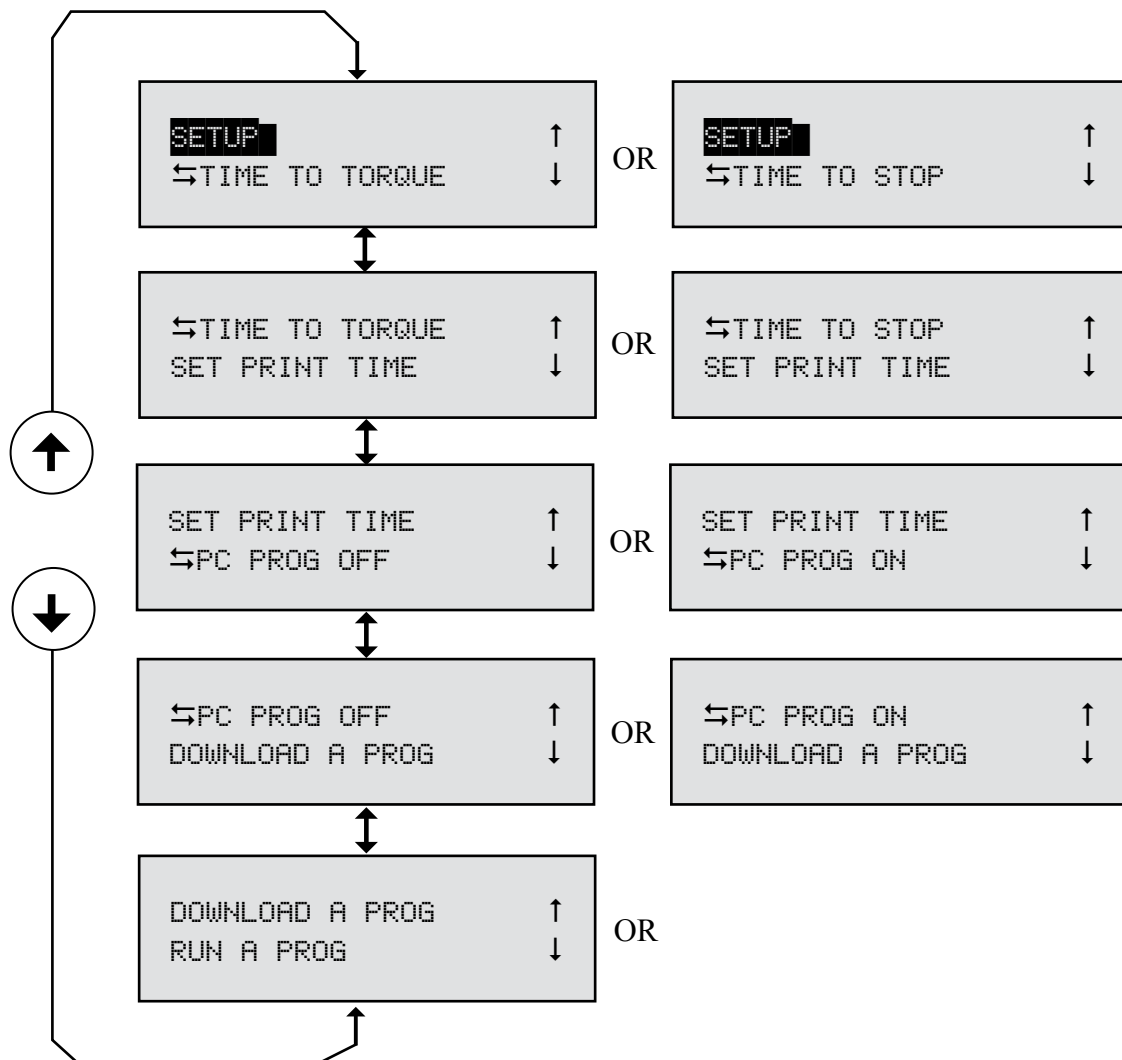 SETUP ↑
⇆TIME TO TORQUE ↓
OR
SETUP ↑
⇆TIME TO STOP ↓
⇆TIME TO TORQUE ↑
SET PRINT TIME ↓
OR
⇆TIME TO STOP ↑
SET PRINT TIME ↓
SET PRINT TIME ↑
⇆PC PROG OFF ↓
OR
SET PRINT TIME ↑
⇆PC PROG ON ↓
⇆PC PROG OFF ↑
DOWNLOAD A PROG ↓
OR
⇆PC PROG ON ↑
DOWNLOAD A PROG ↓
DOWNLOAD A PROG ↑
RUN A PROG ↓
OR